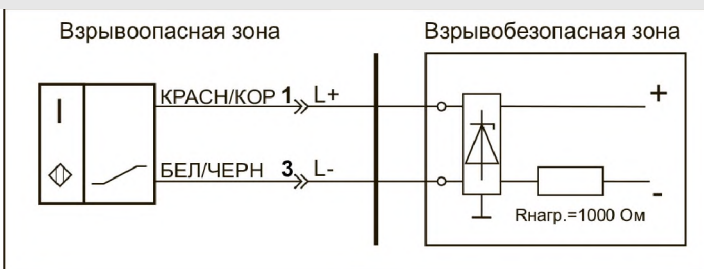 Взрывоопасная зона
Взрывобезопасная зона
I
КРАСН/КОР 1 L+
+
БЕЛ/ЧЕРН 3 L-
-
Rнагр.=1000 Ом